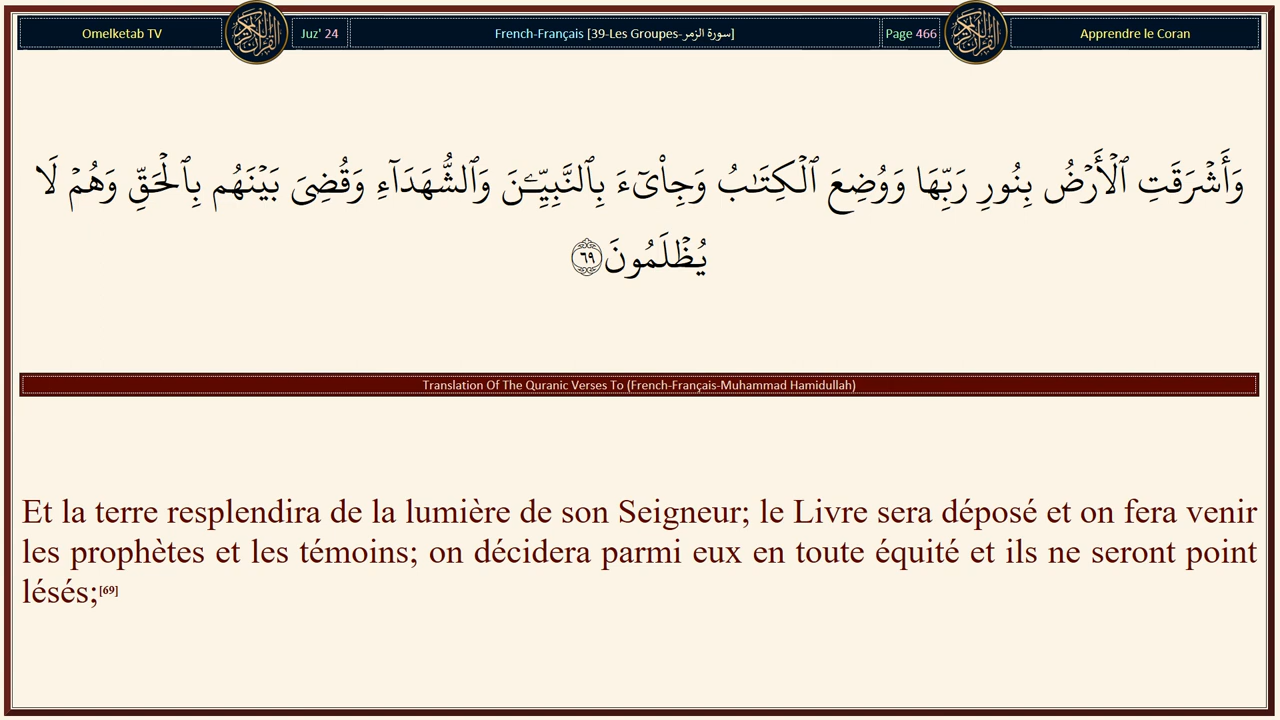 Omelketab TV
Juz' 24
French-Français [39-Les Groupes-سورة الزمر]
Page 466
Apprendre le Coran
وَأَشۡرَقَتِ ٱلۡأَرۡضُ بِنُورِ رَبِّهَا وَوُضِعَ ٱلۡكِتَٰبُ وَجِاْيٓءَ بِٱلنَّبِيِّـۧنَ وَٱلشُّهَدَآءِ وَقُضِيَ بَيۡنَهُم بِٱلۡحَقِّ وَهُمۡ لَا
يُظۡلَمُونَ ٦٩
Translation Of The Quranic Verses To (French-Français-Muhammad Hamidullah)
Et la terre resplendira de la lumière de son Seigneur; le Livre sera déposé et on fera venir
les prophètes et les témoins; on décidera parmi eux en toute équité et ils ne seront point
lésés;[69]